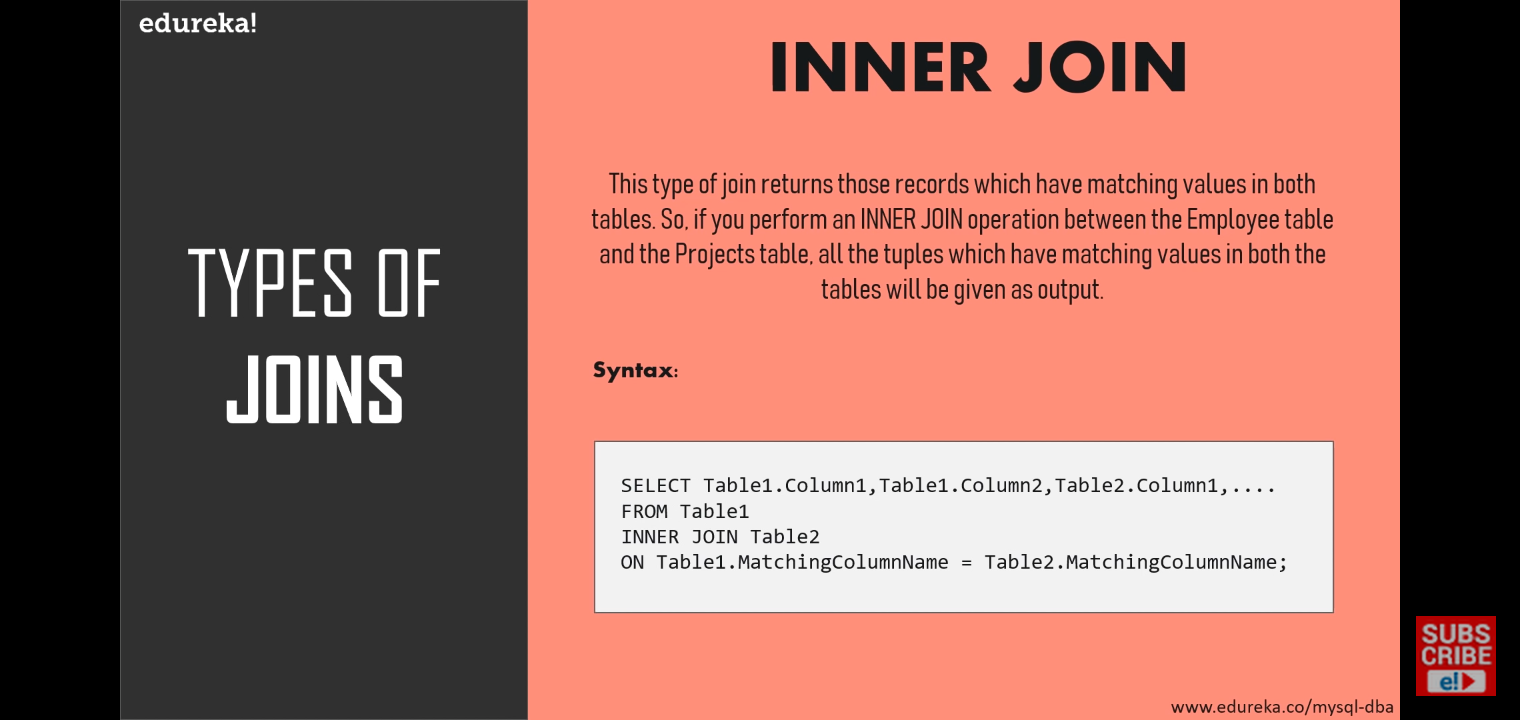 edureka!
TYPES OF
JOINS
INNER JOIN
This type of join returns those records which have matching values in both
tables. So, if you perform an INNER JOIN operation between the Employee table
and the Projects table, all the tuples which have matching values in both the
tables will be given as output.
Syntax:
SELECT Table1.Column1,Table1.Column2,Table2.Column1,....
FROM Table1
INNER JOIN Table2
ON Table1.MatchingColumnName = Table2.MatchingColumnName;
SUBS
CRIBE
e!
www.edureka.co/mysql-dba